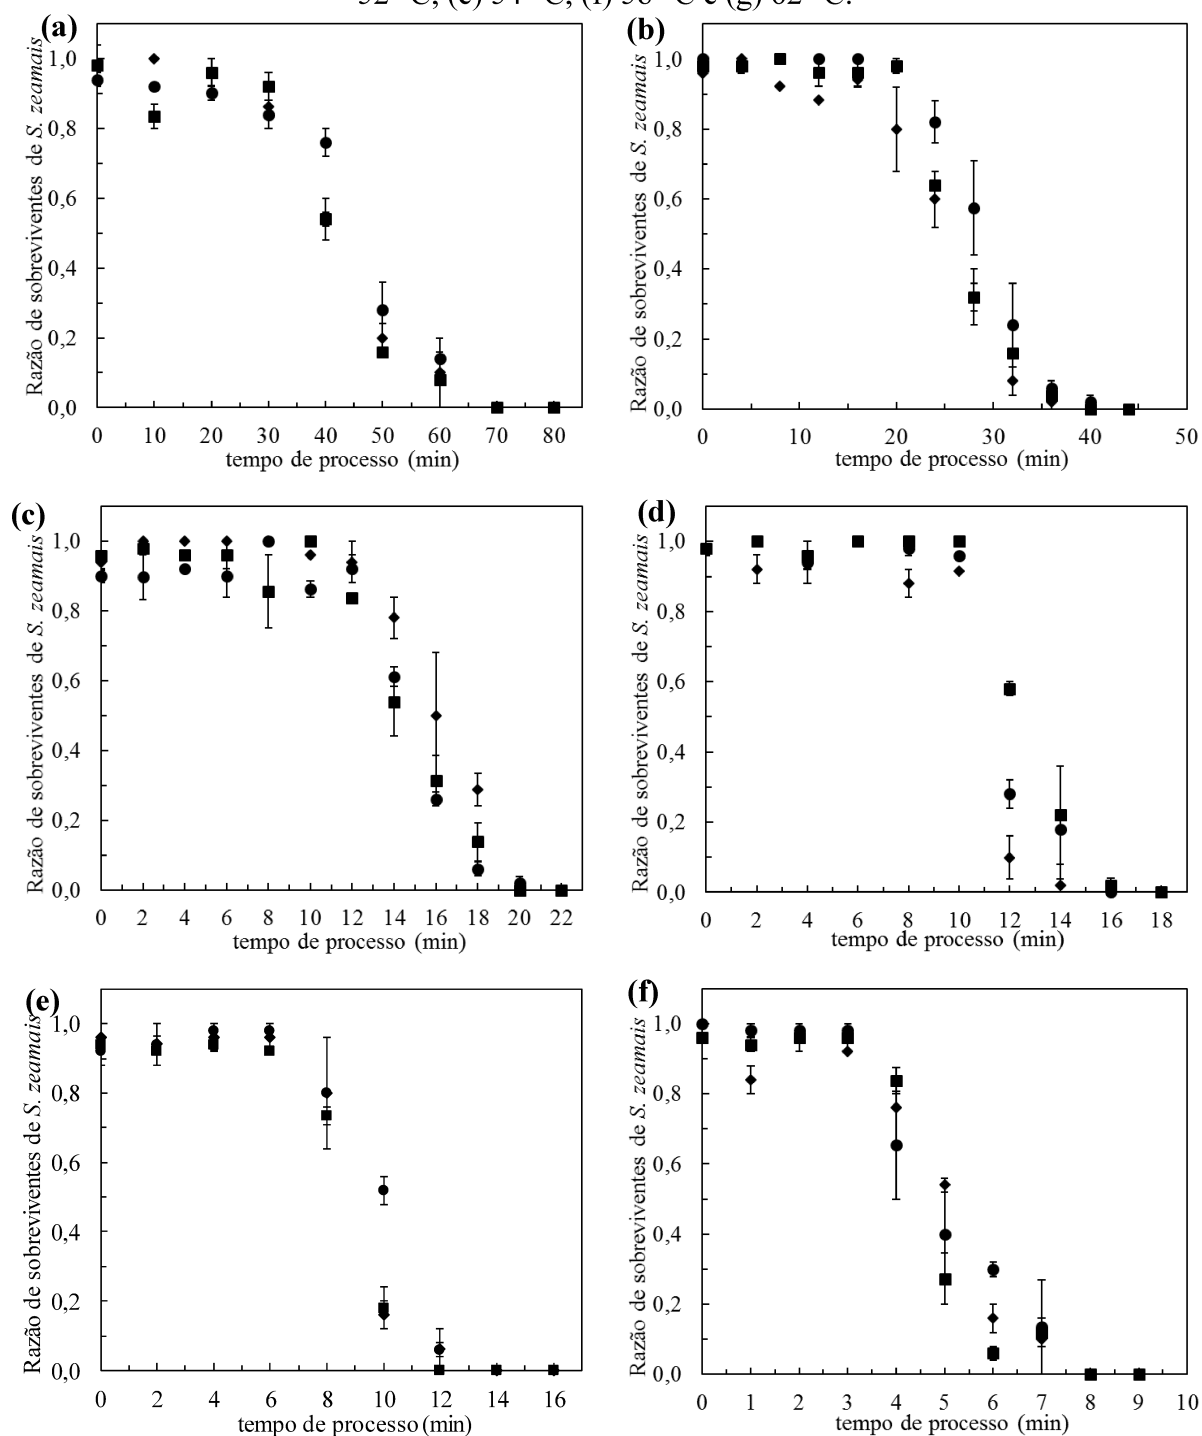 52 °C, (e) 54 °C, (f) 58 °C e (g) 62 °C.
(a)
Razão de sobreviventes de S. zeamais
1,0
0,8
0,6
0,4
0,2
0,0
0 10 20 30 40 50 60 70 80
tempo de processo (min)
(b)
Razão de sobreviventes de S. zeamais
1,0
0,8
0,6
0,4
0,2
0,0
0 10 20 30 40 50
tempo de processo (min)
(c)
Razão de sobreviventes de S. zeamais
1,0
0,8
0,6
0,4
0,2
0,0
0 2 4 6 8 10 12 14 16 18 20 22
tempo de processo (min)
(d)
Razão de sobreviventes de S. zeamais
1,0
0,8
0,6
0,4
0,2
0,0
0 2 4 6 8 10 12 14 16 18
tempo de processo (min)
(e)
Razão de sobreviventes de S. zeamais
1,0
0,8
0,6
0,4
0,2
0,0
0 2 4 6 8 10 12 14 16
tempo de processo (min)
(f)
Razão de sobreviventes de S. zeamais
1,0
0,8
0,6
0,4
0,2
0,0
0 1 2 3 4 5 6 7 8 9 10
tempo de processo (min)